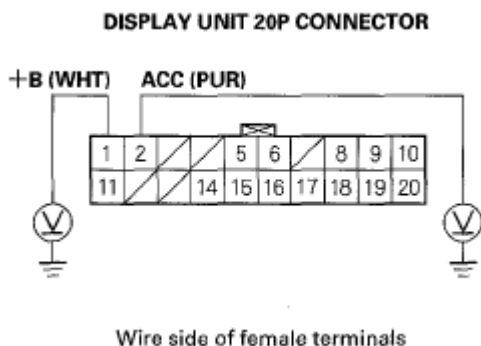 DISPLAY UNIT 20P CONNECTOR
+B (WHT) ACC (PUR)
1 2 5 6 8 9 10
11 14 15 16 17 18 19 20
V V
Wire side of female terminals